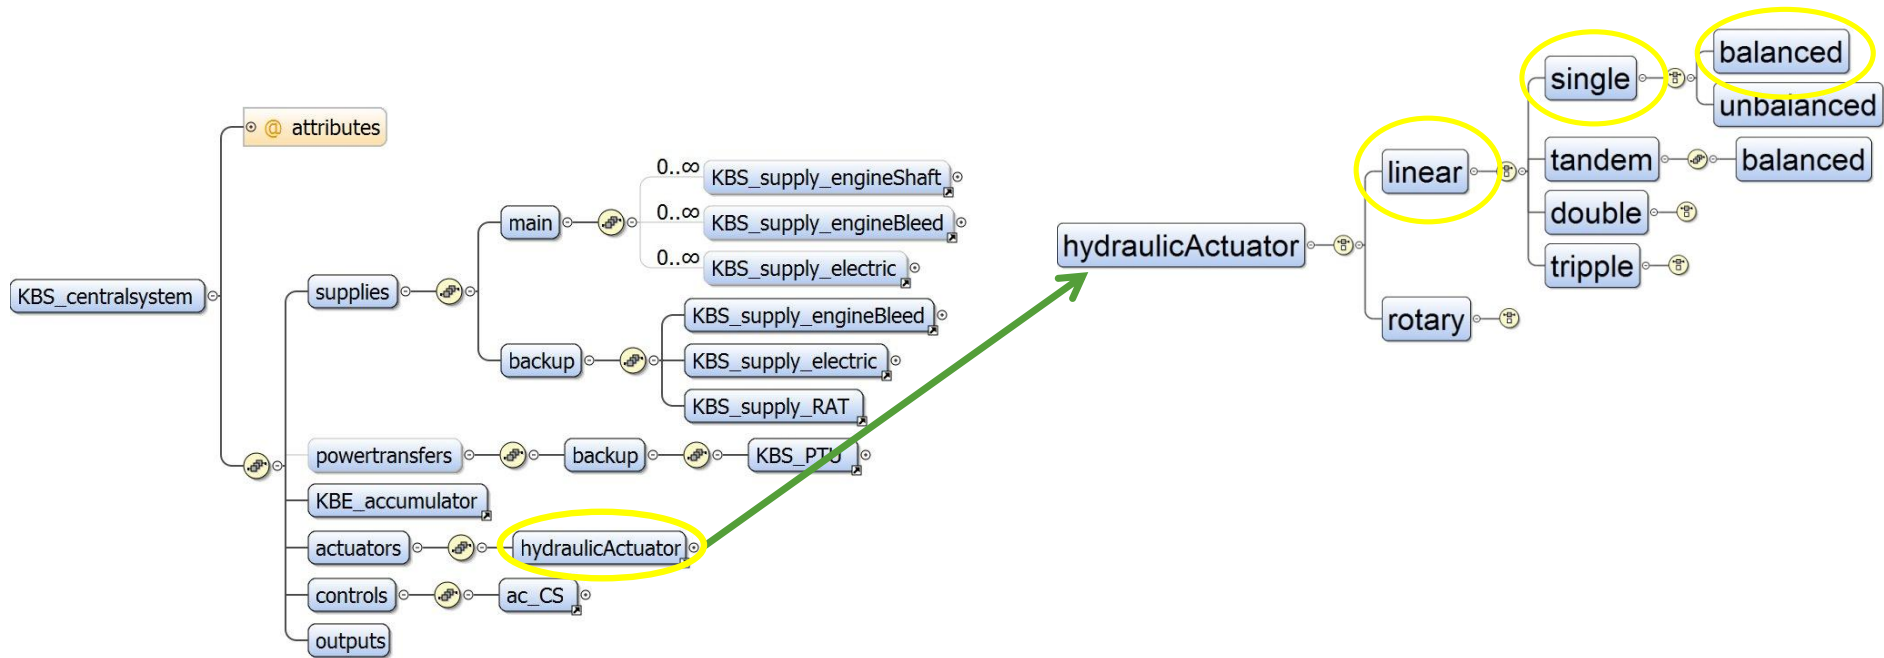 KBS_centralsystem
@ attributes
supplies
main
0..∞
KBS_supply_engineShaft
0..∞
KBS_supply_engineBleed
0..∞
KBS_supply_electric
backup
KBS_supply_engineBleed
KBS_supply_electric
KBS_supply_RAT
powertransfers
backup
KBS_PTU
KBE_accumulator
actuators
hydraulicActuator
controls
ac_CS
outputs
hydraulicActuator
linear
single
balanced
unbalanced
tandem
balanced
double
tripple
rotary